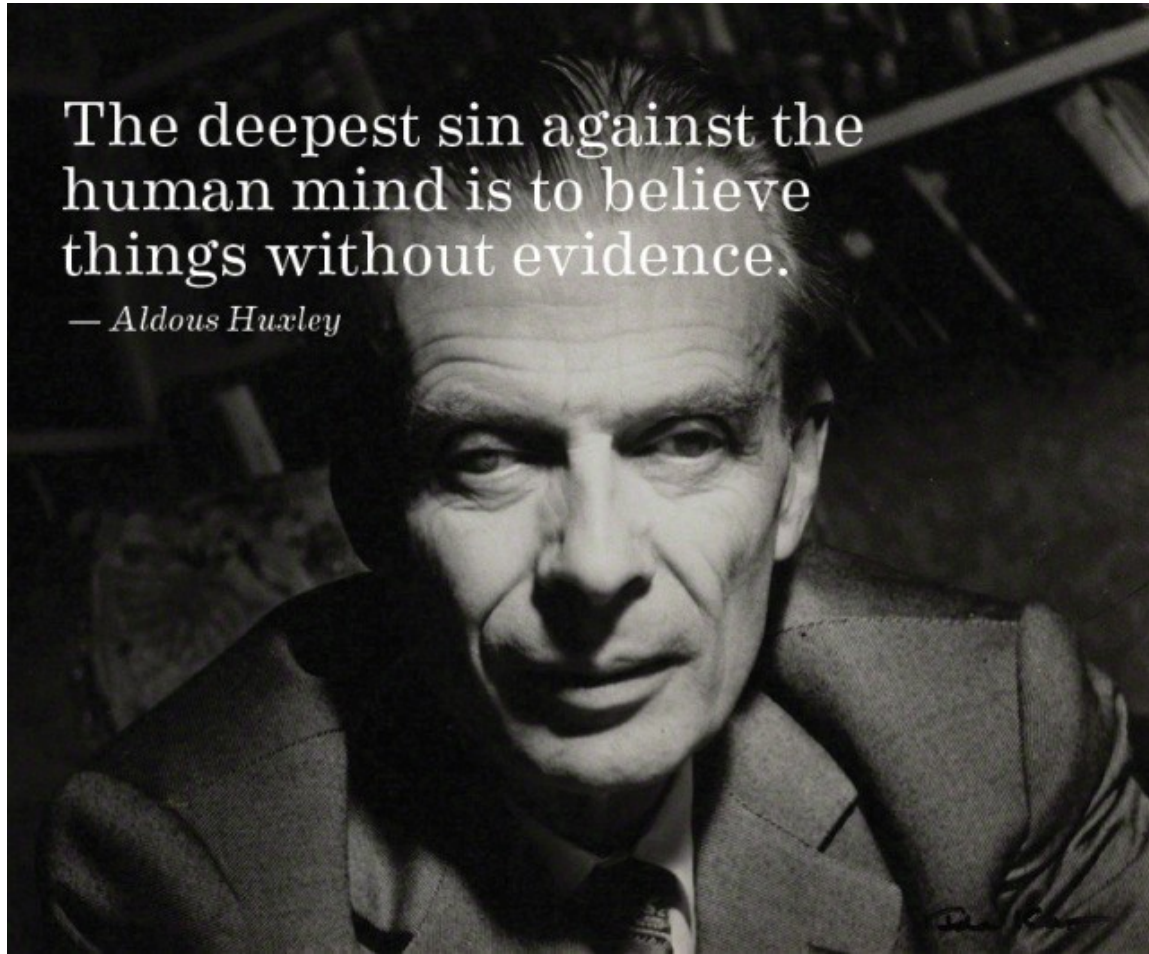 The deepest sin against the
human mind is to believe
things without evidence.
— Aldous Huxley